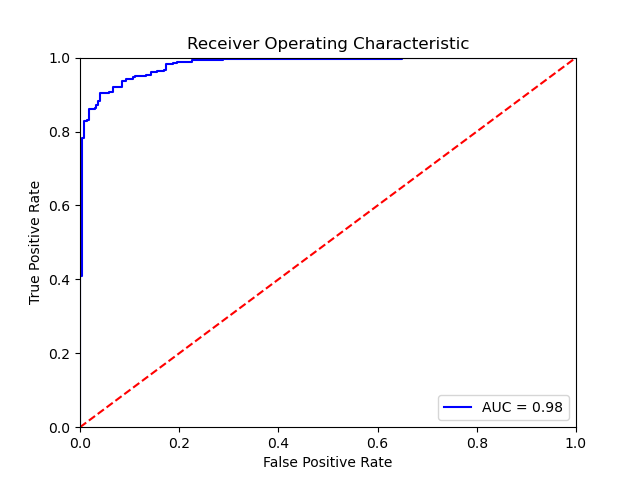 Receiver Operating Characteristic
1.0
0.8
0.6
0.4
0.2
0.0
True Positive Rate
AUC = 0.98
0.0 0.2 0.4 0.6 0.8 1.0
False Positive Rate